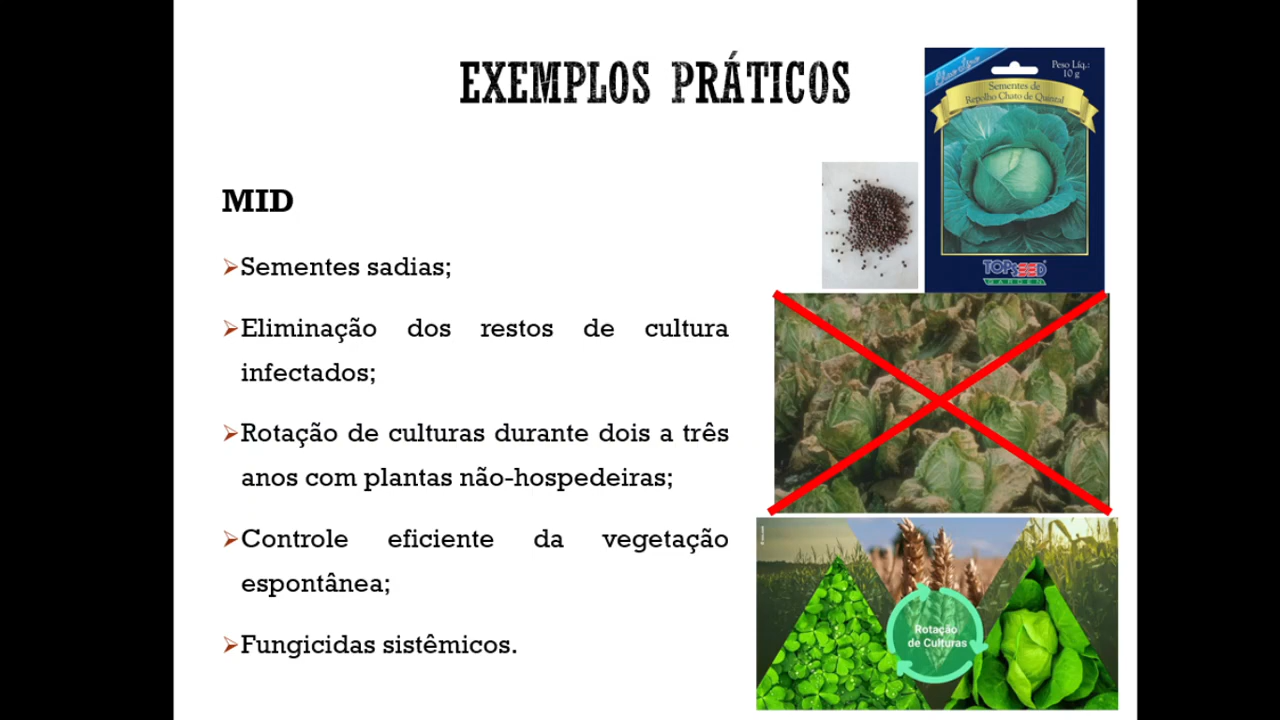 EXEMPLOS PRÁTICOS
Peso Líq.:
10 g
Sementes de
Repolho Chato de Quintal
TOPSEED
GARDEN
MID
Sementes sadias;
Eliminação dos restos de cultura
infectados;
Rotação de culturas durante dois a três
anos com plantas não-hospedeiras;
Controle eficiente da vegetação
espontânea;
Fungicidas sistêmicos.
Rotação
de Culturas